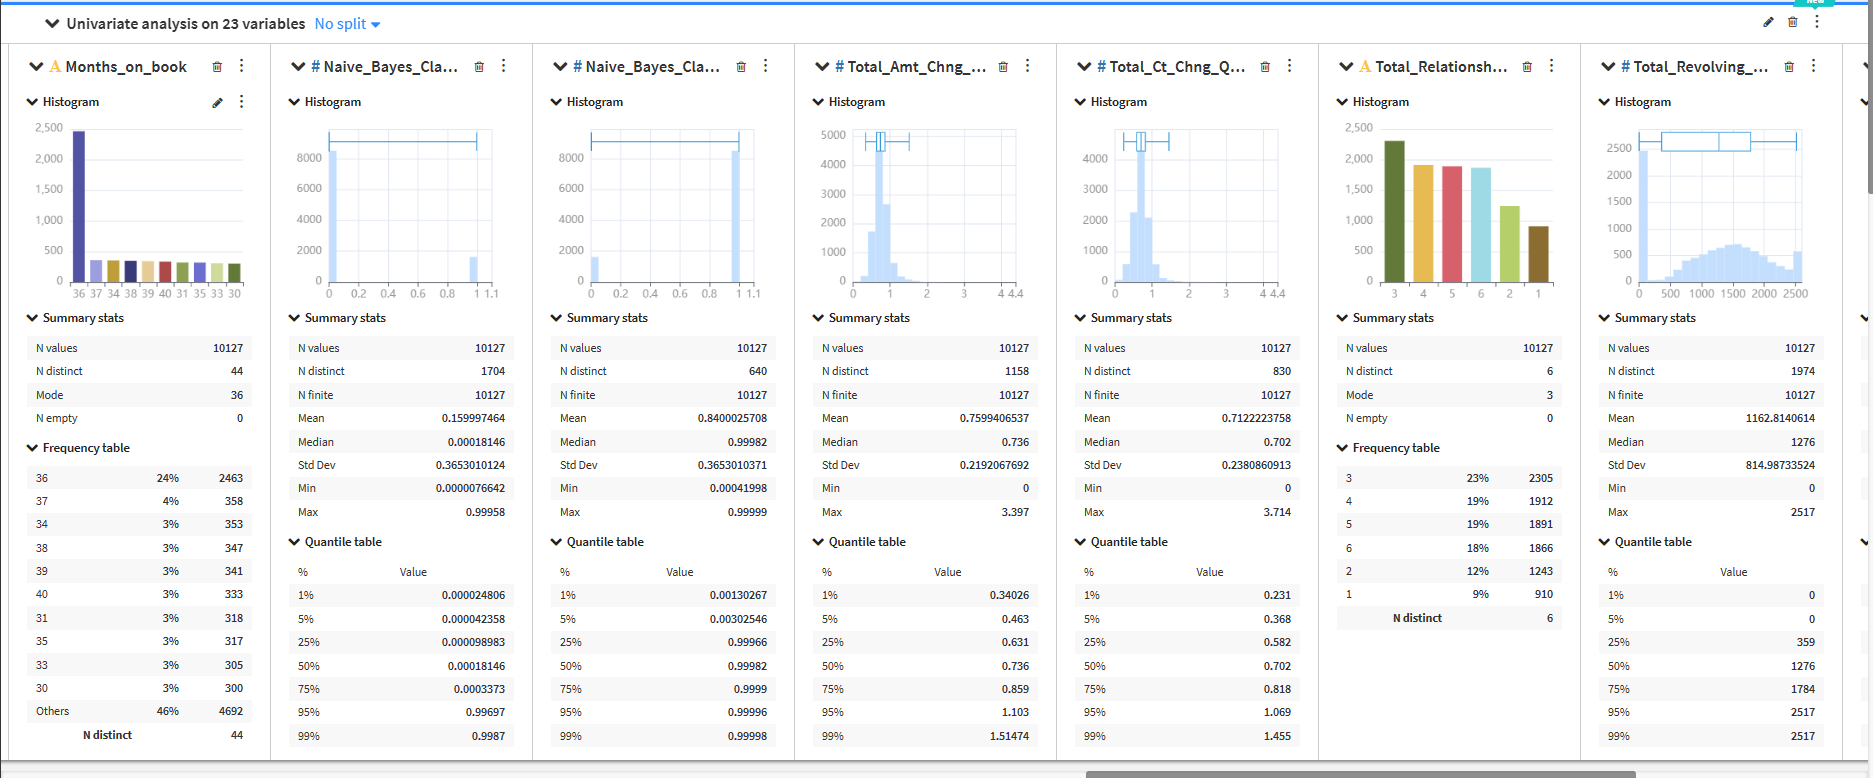 New
Univariate analysis on 23 variables No split
A Months_on_book
Histogram
2,500
2,000
1,500
1,000
500
0
36 37 34 38 39 40 31 35 33 30
Summary stats
N values 10127
N distinct 44
Mode 36
N empty 0
Frequency table
36 24% 2463
37 4% 358
34 3% 353
38 3% 347
39 3% 341
40 3% 333
31 3% 318
35 3% 317
33 3% 305
30 3% 300
Others 46% 4692
N distinct 44
# Naive_Bayes_Cla...
Histogram
8000
6000
4000
2000
0
0 0.2 0.4 0.6 0.8 1 1.1
Summary stats
N values 10127
N distinct 1704
N finite 10127
Mean 0.159997464
Median 0.00018146
Std Dev 0.3653010124
Min 0.0000076642
Max 0.99958
Quantile table
% Value
1% 0.000024806
5% 0.000042358
25% 0.000098983
50% 0.00018146
75% 0.0003373
95% 0.99697
99% 0.9987
# Naive_Bayes_Cla...
Histogram
8000
6000
4000
2000
0
0 0.2 0.4 0.6 0.8 1 1.1
Summary stats
N values 10127
N distinct 640
N finite 10127
Mean 0.8400025708
Median 0.99982
Std Dev 0.3653010371
Min 0.00041998
Max 0.99999
Quantile table
% Value
1% 0.00130267
5% 0.00302546
25% 0.99966
50% 0.99982
75% 0.9999
95% 0.99996
99% 0.99998
# Total_Amt_Chng_...
Histogram
5000
4000
3000
2000
1000
0
0 1 2 3 4 4.4
Summary stats
N values 10127
N distinct 1158
N finite 10127
Mean 0.7599406537
Median 0.736
Std Dev 0.2192067692
Min 0
Max 3.397
Quantile table
% Value
1% 0.34026
5% 0.463
25% 0.631
50% 0.736
75% 0.859
95% 1.103
99% 1.51474
# Total_Ct_Chng_Q...
Histogram
4000
3000
2000
1000
0
0 1 2 3 4 4.4
Summary stats
N values 10127
N distinct 830
N finite 10127
Mean 0.7122223758
Median 0.702
Std Dev 0.2380860913
Min 0
Max 3.714
Quantile table
% Value
1% 0.231
5% 0.368
25% 0.582
50% 0.702
75% 0.818
95% 1.069
99% 1.455
A Total_Relationsh...
Histogram
2,500
2,000
1,500
1,000
500
0
3 4 5 6 2 1
Summary stats
N values 10127
N distinct 6
Mode 3
N empty 0
Frequency table
3 23% 2305
4 19% 1912
5 19% 1891
6 18% 1866
2 12% 1243
1 9% 910
N distinct 6
# Total_Revolving_...
Histogram
2500
2000
1500
1000
500
0
0 500 1000 1500 2000 2500
Summary stats
N values 10127
N distinct 1974
N finite 10127
Mean 1162.8140614
Median 1276
Std Dev 814.98733524
Min 0
Max 2517
Quantile table
% Value
1% 0
5% 0
25% 359
50% 1276
75% 1784
95% 2517
99% 2517